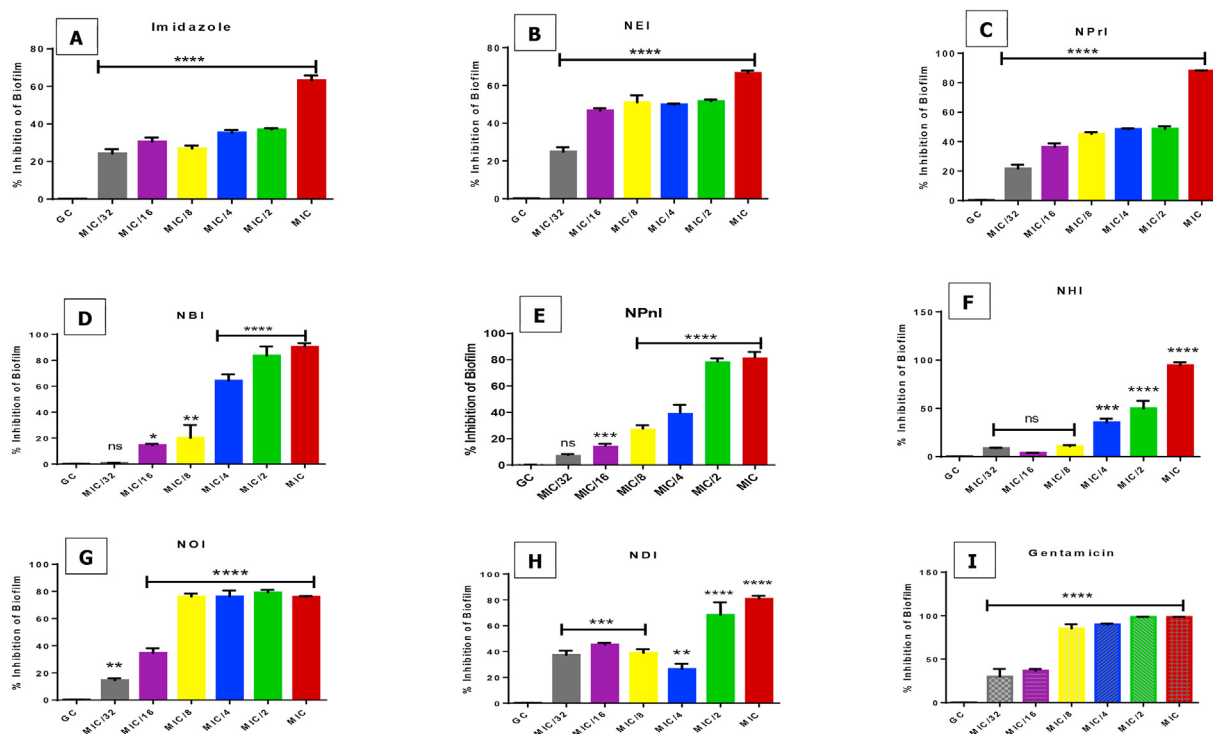 A
Imidazole
% Inhibition of Biofilm
80
60
40
20
0
****
GC
MIC/32
MIC/16
MIC/8
MIC/4
MIC/2
MIC
B
NEI
% Inhibition of Biofilm
80
60
40
20
0
****
GC
MIC/32
MIC/16
MIC/8
MIC/4
MIC/2
MIC
C
NPrI
% Inhibition of Biofilm
100
80
60
40
20
0
****
GC
MIC/32
MIC/16
MIC/8
MIC/4
MIC/2
MIC
D
NBI
% Inhibition of Biofilm
100
80
60
40
20
0
ns
*
**
****
GC
MIC/32
MIC/16
MIC/8
MIC/4
MIC/2
MIC
E
NPnI
% Inhibition of Biofilm
100
80
60
40
20
0
ns
***
****
GC
MIC/32
MIC/16
MIC/8
MIC/4
MIC/2
MIC
F
NHI
% Inhibition of Biofilm
150
100
50
0
ns
***
****
****
GC
MIC/32
MIC/16
MIC/8
MIC/4
MIC/2
MIC
G
NOI
% Inhibition of Biofilm
100
80
60
40
20
0
**
****
GC
MIC/32
MIC/16
MIC/8
MIC/4
MIC/2
MIC
H
NDI
% Inhibition of Biofilm
100
80
60
40
20
0
***
**
****
****
GC
MIC/32
MIC/16
MIC/8
MIC/4
MIC/2
MIC
I
Gentamicin
% Inhibition of Biofilm
150
100
50
0
****
GC
MIC/32
MIC/16
MIC/8
MIC/4
MIC/2
MIC